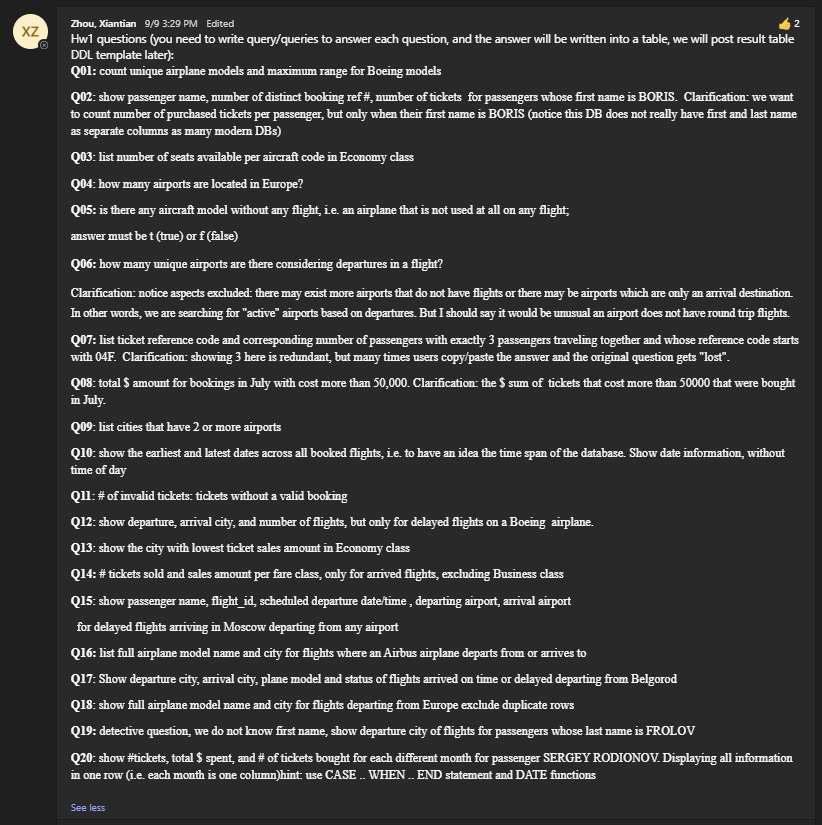 XZ
Zhou, Xiantian 9/9 3:29 PM Edited
👍 2
Hw1 questions (you need to write query/queries to answer each question, and the answer will be written into a table, we will post result table
DDL template later):
Q01: count unique airplane models and maximum range for Boeing models
Q02: show passenger name, number of distinct booking ref #, number of tickets for passengers whose first name is BORIS. Clarification: we want
to count number of purchased tickets per passenger, but only when their first name is BORIS (notice this DB does not really have first and last name
as separate columns as many modern DBs)
Q03: list number of seats available per aircraft code in Economy class
Q04: how many airports are located in Europe?
Q05: is there any aircraft model without any flight, i.e. an airplane that is not used at all on any flight;
answer must be t (true) or f (false)
Q06: how many unique airports are there considering departures in a flight?
Clarification: notice aspects excluded: there may exist more airports that do not have flights or there may be airports which are only an arrival destination.
In other words, we are searching for "active" airports based on departures. But I should say it would be unusual an airport does not have round trip flights.
Q07: list ticket reference code and corresponding number of passengers with exactly 3 passengers traveling together and whose reference code starts
with 04F. Clarification: showing 3 here is redundant, but many times users copy/paste the answer and the original question gets "lost".
Q08: total $ amount for bookings in July with cost more than 50,000. Clarification: the $ sum of tickets that cost more than 50000 that were bought
in July.
Q09: list cities that have 2 or more airports
Q10: show the earliest and latest dates across all booked flights, i.e. to have an idea the time span of the database. Show date information, without
time of day
Q11: # of invalid tickets: tickets without a valid booking
Q12: show departure, arrival city, and number of flights, but only for delayed flights on a Boeing airplane.
Q13: show the city with lowest ticket sales amount in Economy class
Q14: # tickets sold and sales amount per fare class, only for arrived flights, excluding Business class
Q15: show passenger name, flight_id, scheduled departure date/time , departing airport, arrival airport
for delayed flights arriving in Moscow departing from any airport
Q16: list full airplane model name and city for flights where an Airbus airplane departs from or arrives to
Q17: Show departure city, arrival city, plane model and status of flights arrived on time or delayed departing from Belgorod
Q18: show full airplane model name and city for flights departing from Europe exclude duplicate rows
Q19: detective question, we do not know first name, show departure city of flights for passengers whose last name is FROLOV
Q20: show #tickets, total $ spent, and # of tickets bought for each different month for passenger SERGEY RODIONOV. Displaying all information
in one row (i.e. each month is one column)hint: use CASE .. WHEN .. END statement and DATE functions
See less